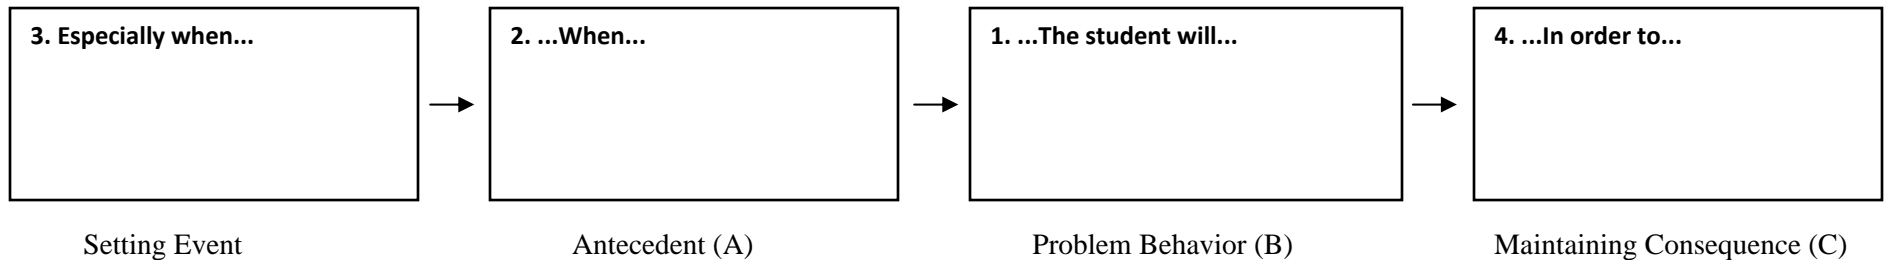 3. Especially when...
2. ...When...
1. ...The student will...
4. ...In order to...
Setting Event
Antecedent (A)
Problem Behavior (B)
Maintaining Consequence (C)